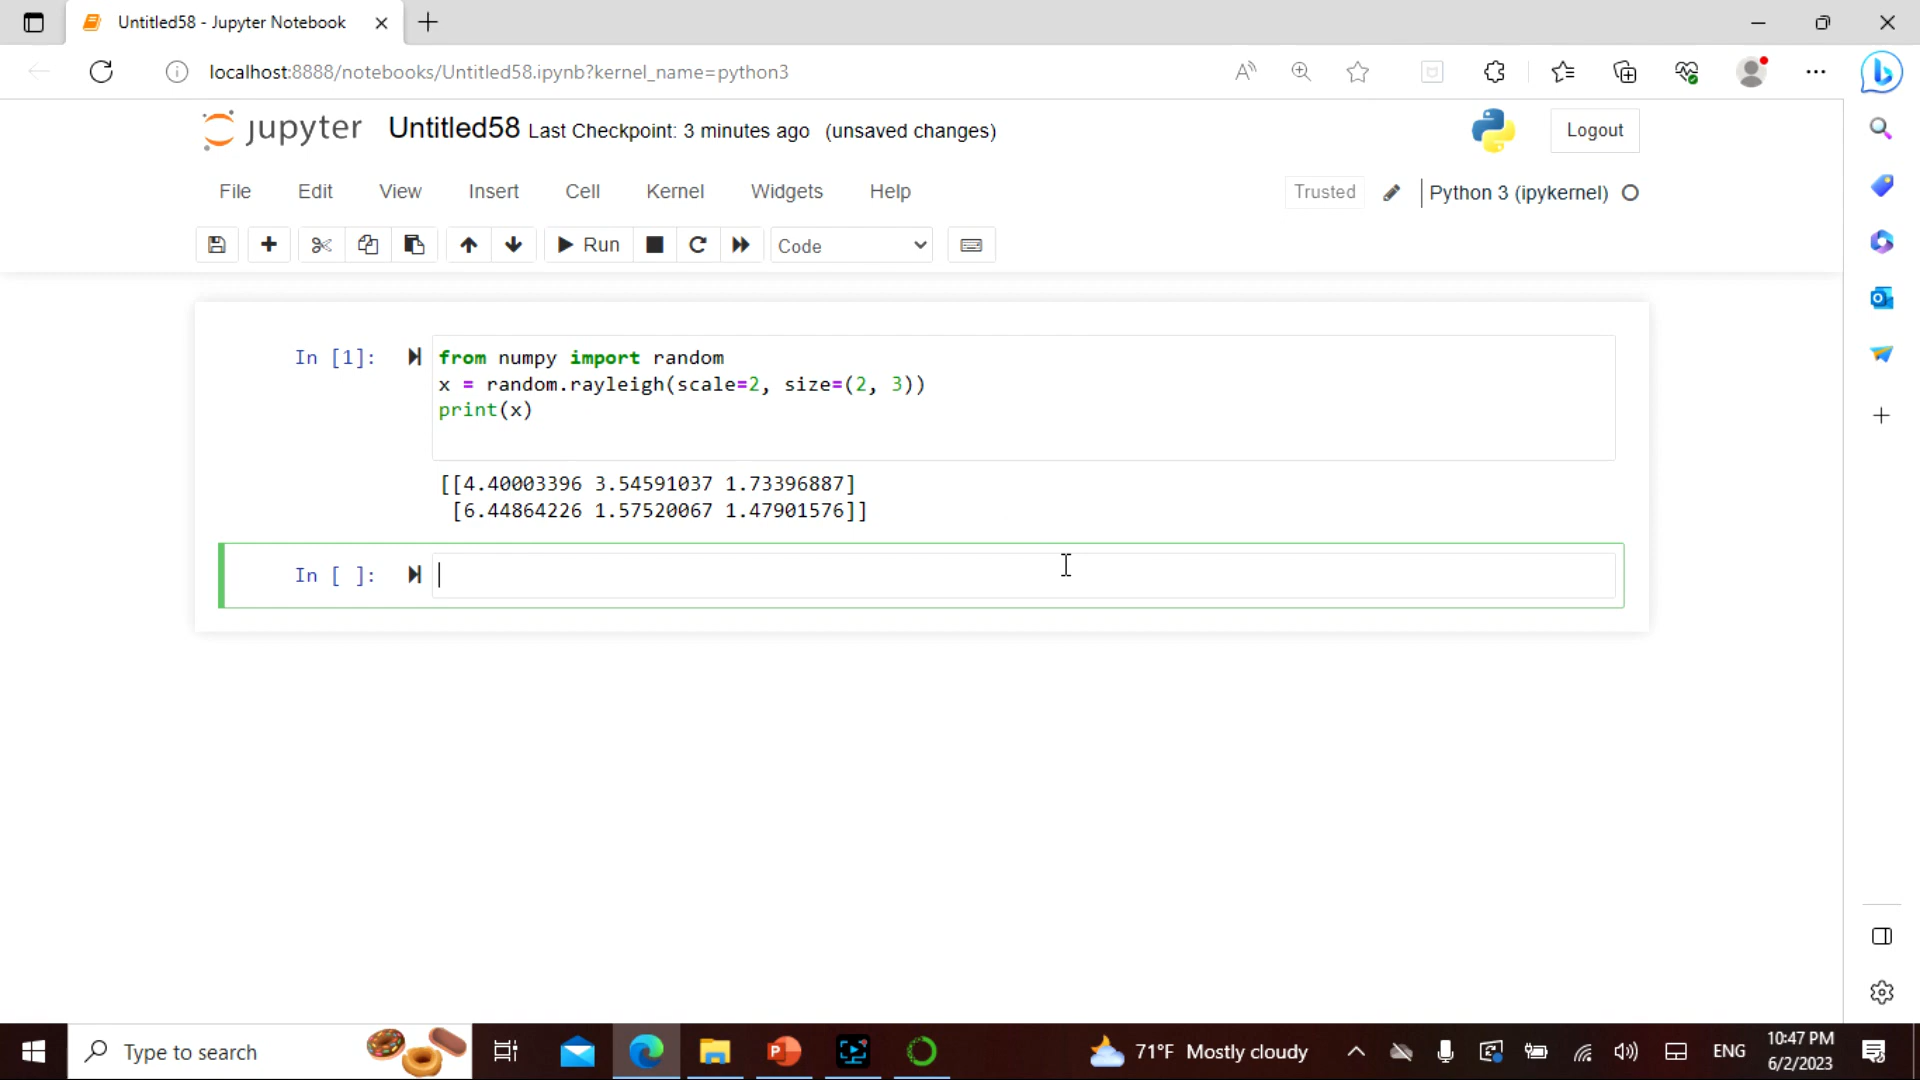 Untitled58 - Jupyter Notebook
localhost:8888/notebooks/Untitled58.ipynb?kernel_name=python3
jupyter Untitled58 Last Checkpoint: 3 minutes ago (unsaved changes)
Logout
File Edit View Insert Cell Kernel Widgets Help
Trusted Python 3 (ipykernel)
Run Code
In [1]: from numpy import random
x = random.rayleigh(scale=2, size=(2, 3))
print(x)
[[4.40003396 3.54591037 1.73396887]
[6.44864226 1.57520067 1.47901576]]
In [ ]:
Type to search
71°F Mostly cloudy
ENG
10:47 PM
6/2/2023